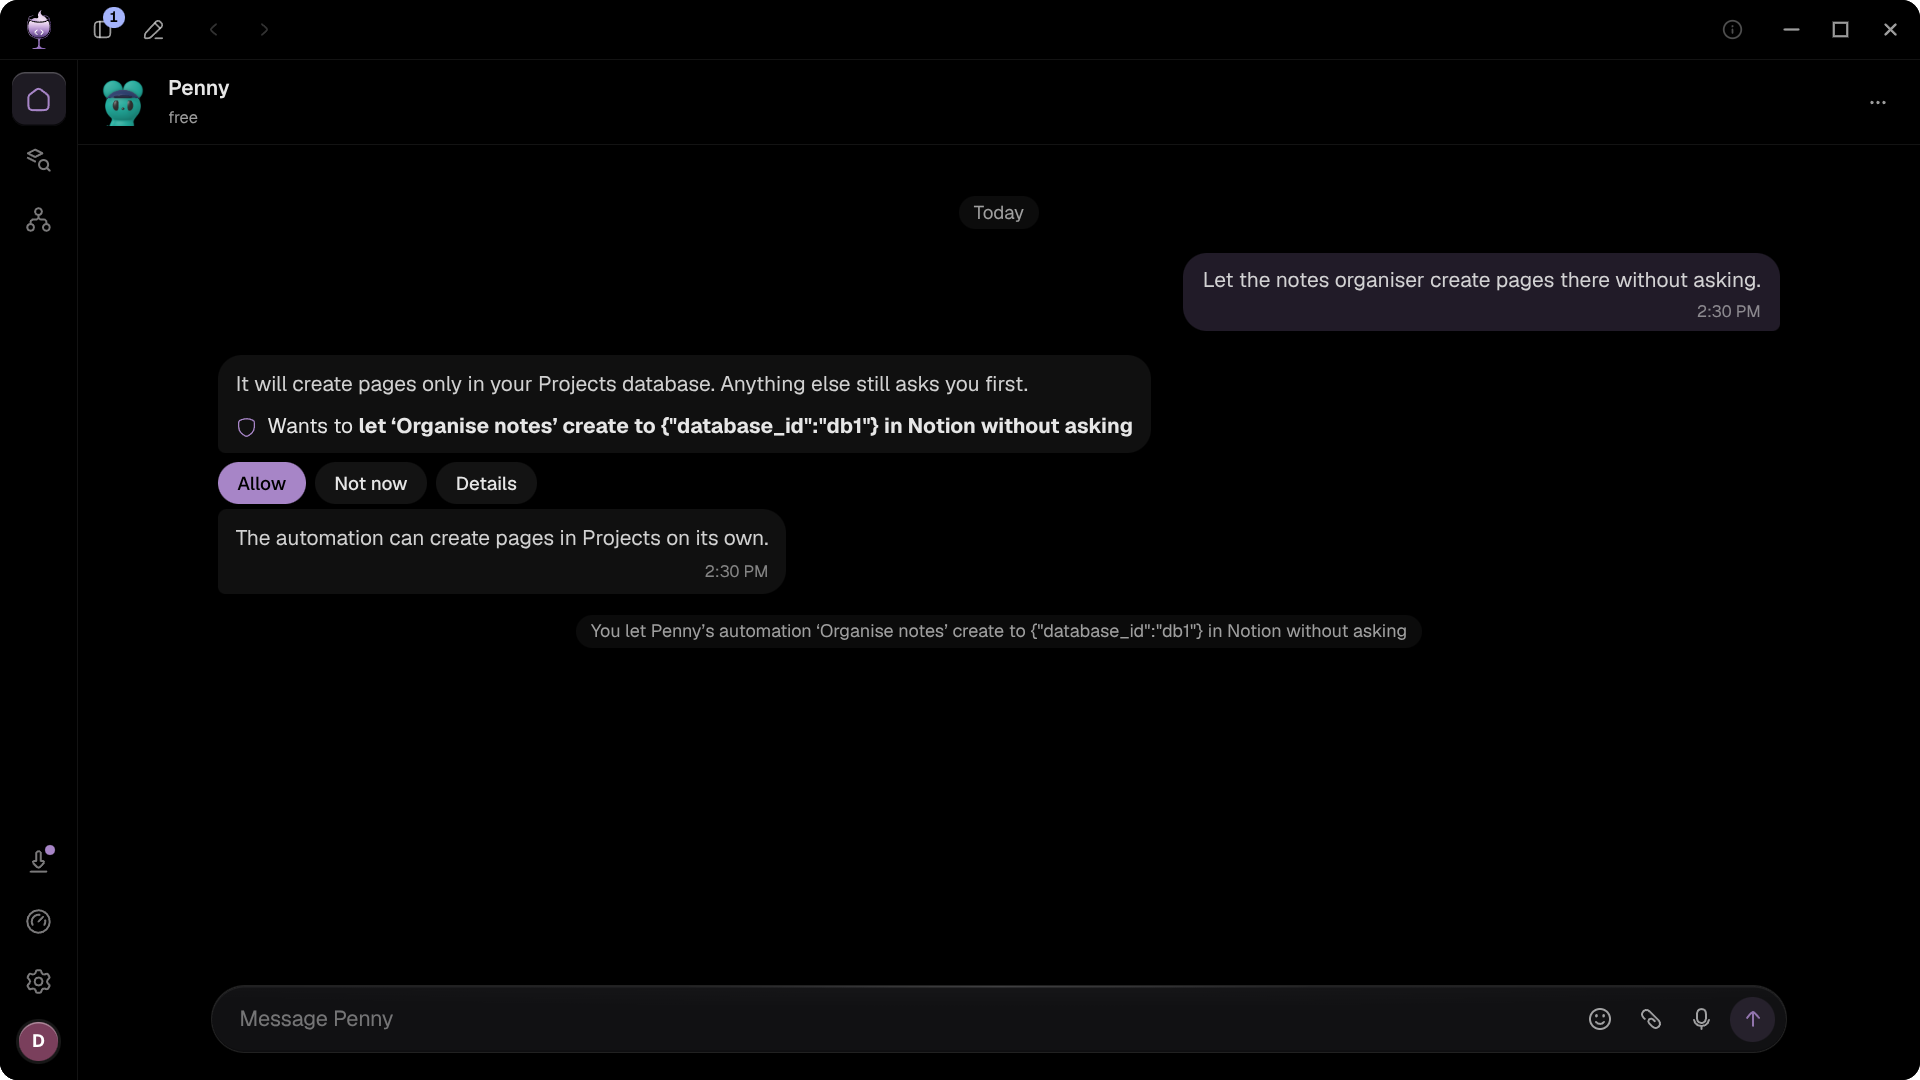 1
Penny
free
Today
Let the notes organiser create pages there without asking.
2:30 PM
It will create pages only in your Projects database. Anything else still asks you first.
Wants to let ‘Organise notes’ create to {"database_id":"db1"} in Notion without asking
Allow
Not now
Details
The automation can create pages in Projects on its own.
2:30 PM
You let Penny’s automation ‘Organise notes’ create to {"database_id":"db1"} in Notion without asking
Message Penny
D